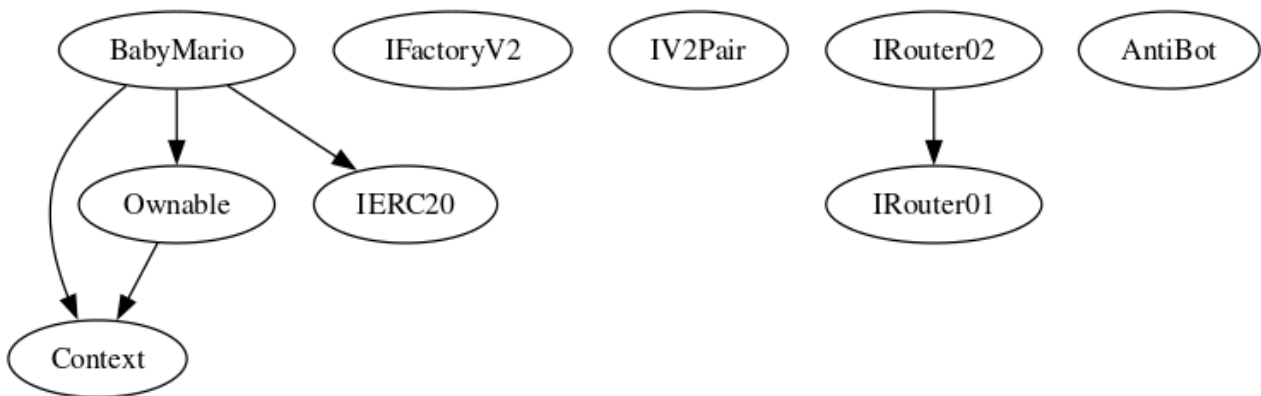 BabyMario
IFactoryV2
IV2Pair
IRouter02
AntiBot
Ownable
IERC20
IRouter01
Context